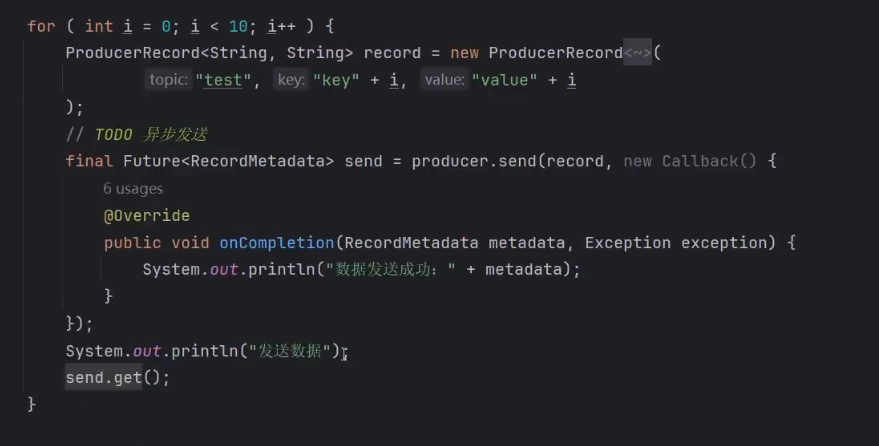 for ( int i = 0; i < 10; i++ ) {
ProducerRecord<String, String> record = new ProducerRecord<~>(
topic: "test", key: "key" + i, value: "value" + i
);
// TODO 异步发送
final Future<RecordMetadata> send = producer.send(record, new Callback() {
6 usages
@Override
public void onCompletion(RecordMetadata metadata, Exception exception) {
System.out.println("数据发送成功：" + metadata);
}
});
System.out.println("发送数据");
send.get();
}